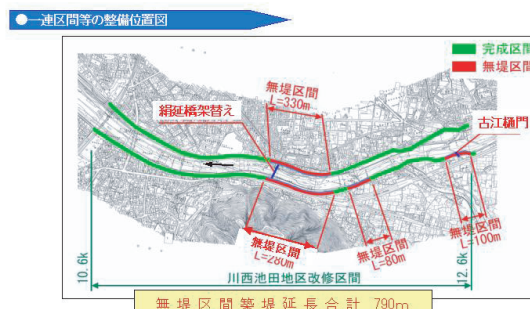 ●一連区間等の整備位置図
完成区間
無堤区間
無堤区間
L=330m
絹延橋架替え
古江樋門
無堤区間
L=280m
無堤区間
L=80m
無堤区間
L=100m
10.6k
12.6k
川西池田地区改修区間
無堤区間築堤延長合計 790m